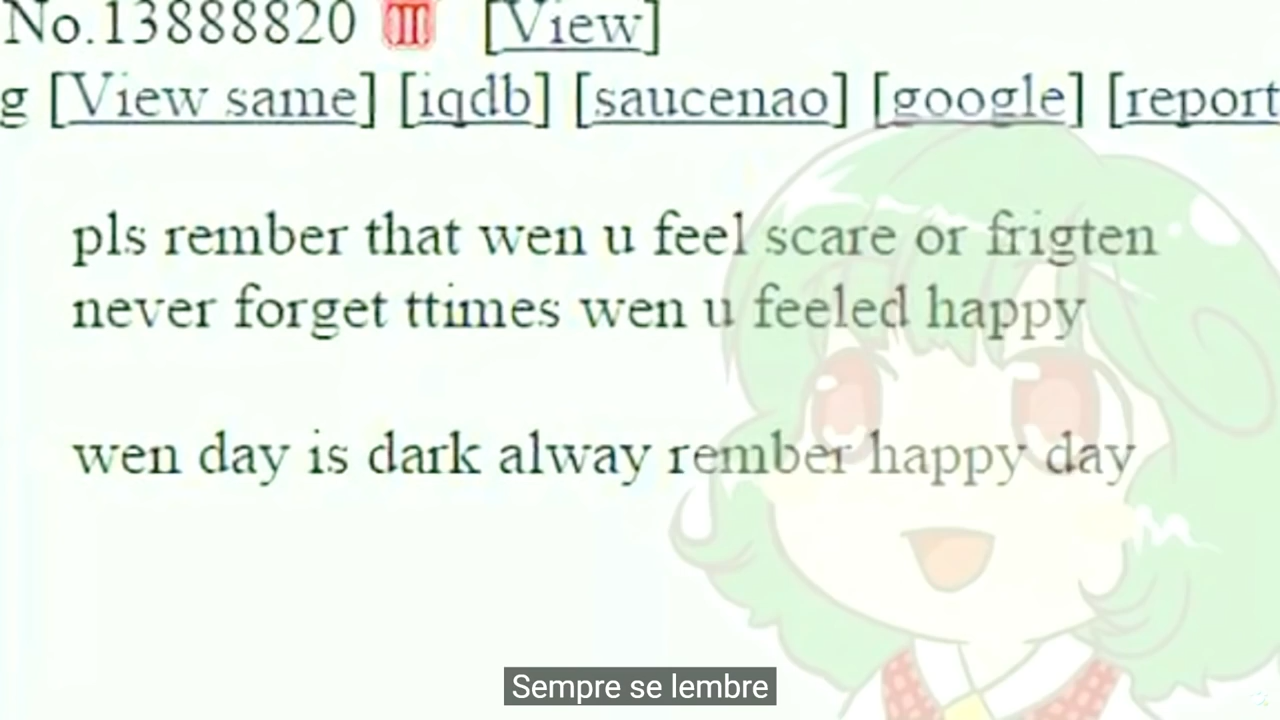 No.13888820 [View]
g [View same] [iqdb] [saucenao] [google] [report
pls rember that wen u feel scare or frigten
never forget ttimes wen u feeled happy
wen day is dark alway rember happy day
Sempre se lembre